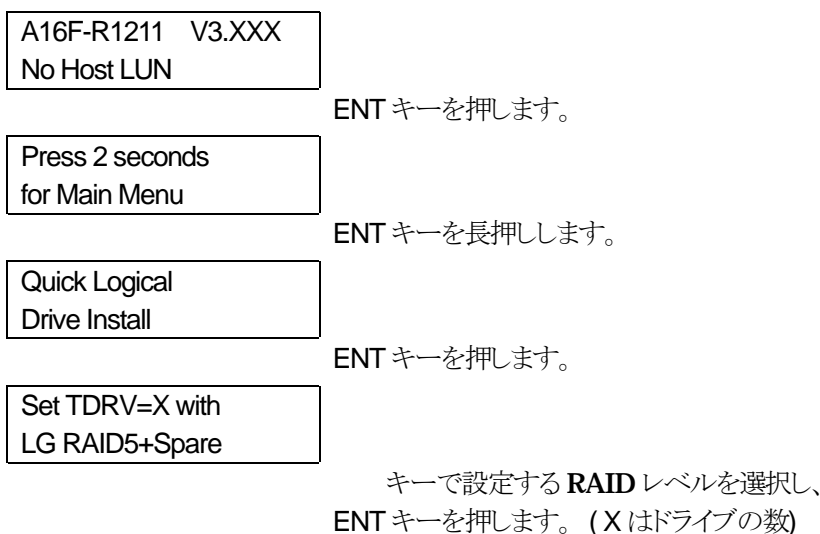 A16F-R1211 V3.XXX
No Host LUN
ENT キーを押します。
Press 2 seconds
for Main Menu
ENT キーを長押しします。
Quick Logical
Drive Install
ENT キーを押します。
Set TDRV=X with
LG RAID5+Spare
キーで設定する RAID レベルを選択し、
ENT キーを押します。 ( X はドライブの数)